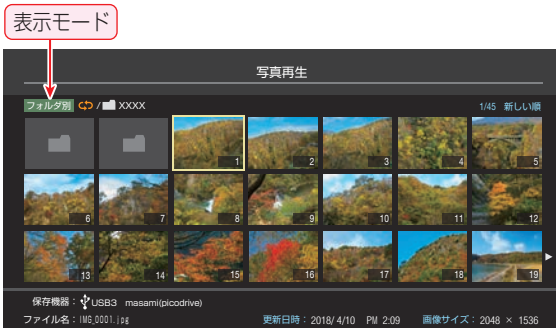 表示モード
写真再生
フォルダ別 / XXXX 1/45 新しい順
1 2 3 4 5
6 7 8 9 10 11 12
13 14 15 16 17 18 19
保存機器： USB3 masami(picodrive)
ファイル名：IMG_0001.jpg 更新日時：2018/ 4/10 PM 2:09 画像サイズ：2048 × 1536